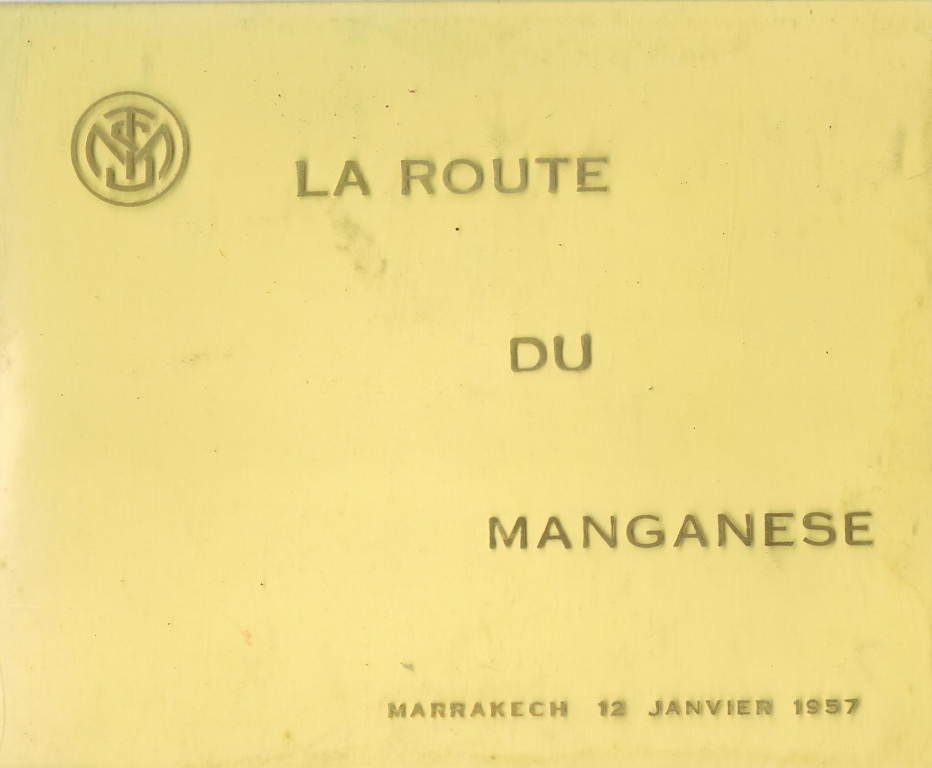 LA ROUTE
DU
MANGANESE
MARRAKECH 12 JANVIER 1957